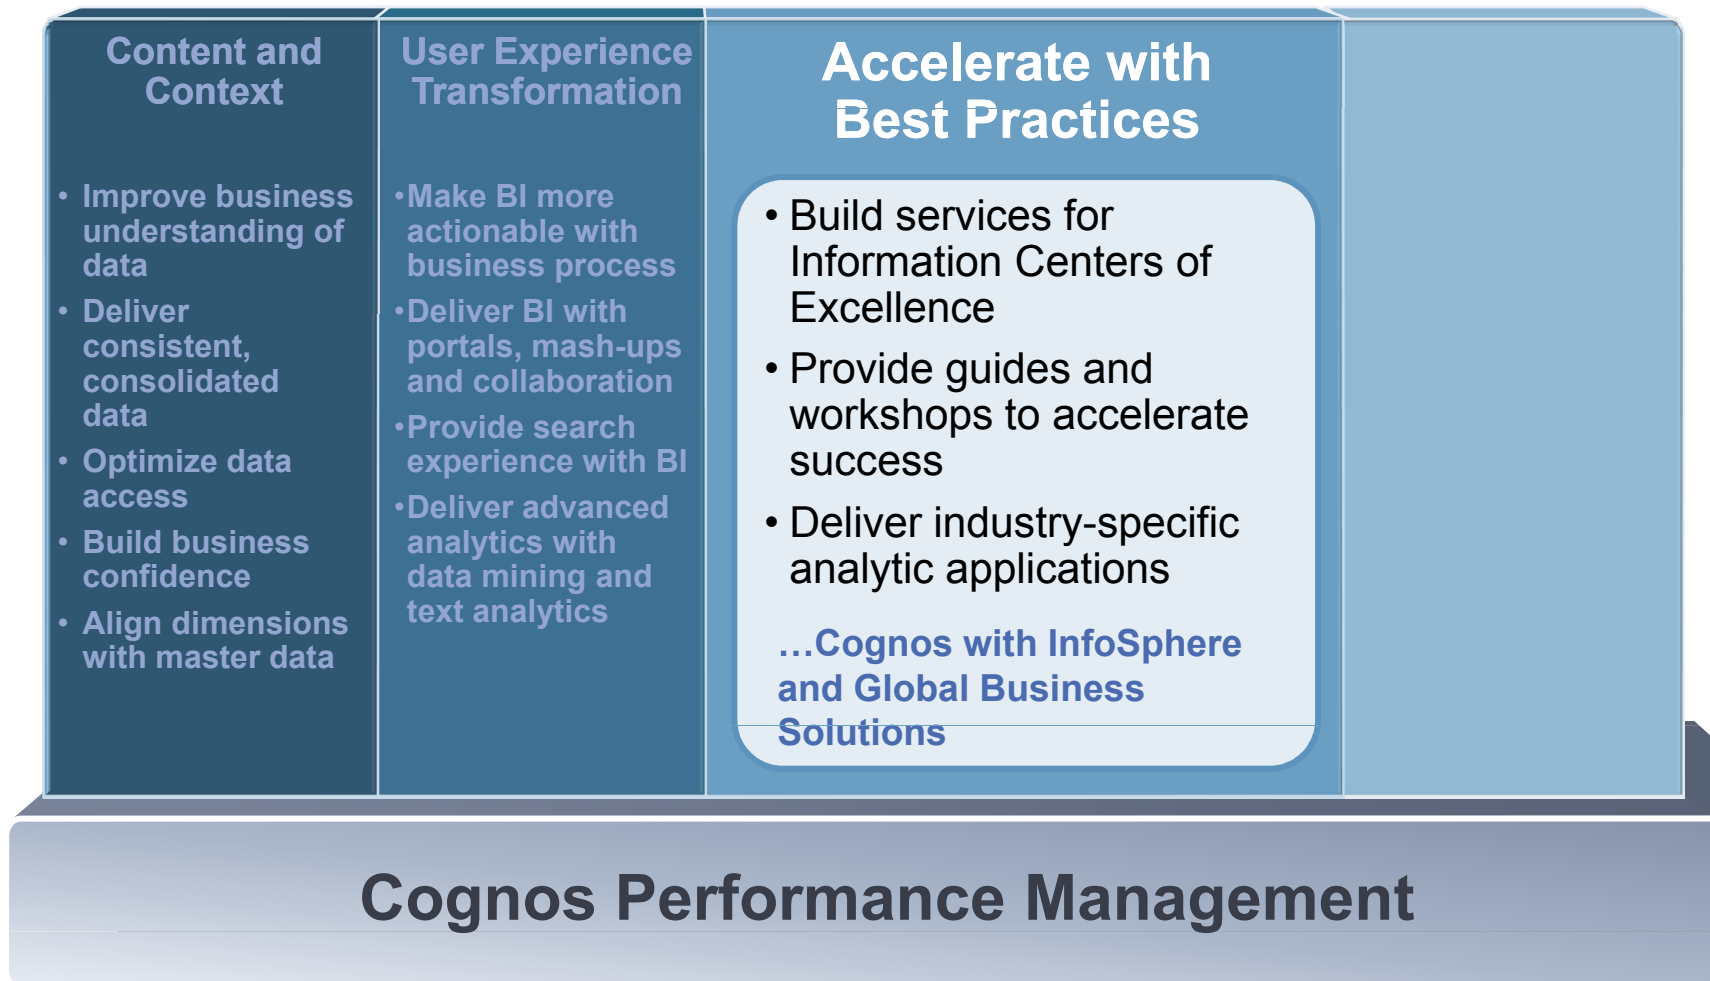 Content and
Context
• Improve business
understanding of
data
• Deliver
consistent,
consolidated
data
• Optimize data
access
• Build business
confidence
• Align dimensions
with master data
User Experience
Transformation
•Make BI more
actionable with
business process
•Deliver BI with
portals, mash-ups
and collaboration
•Provide search
experience with BI
•Deliver advanced
analytics with
data mining and
text analytics
Accelerate with
Best Practices
• Build services for
Information Centers of
Excellence
• Provide guides and
workshops to accelerate
success
• Deliver industry-specific
analytic applications
…Cognos with InfoSphere
and Global Business
Solutions
Cognos Performance Management